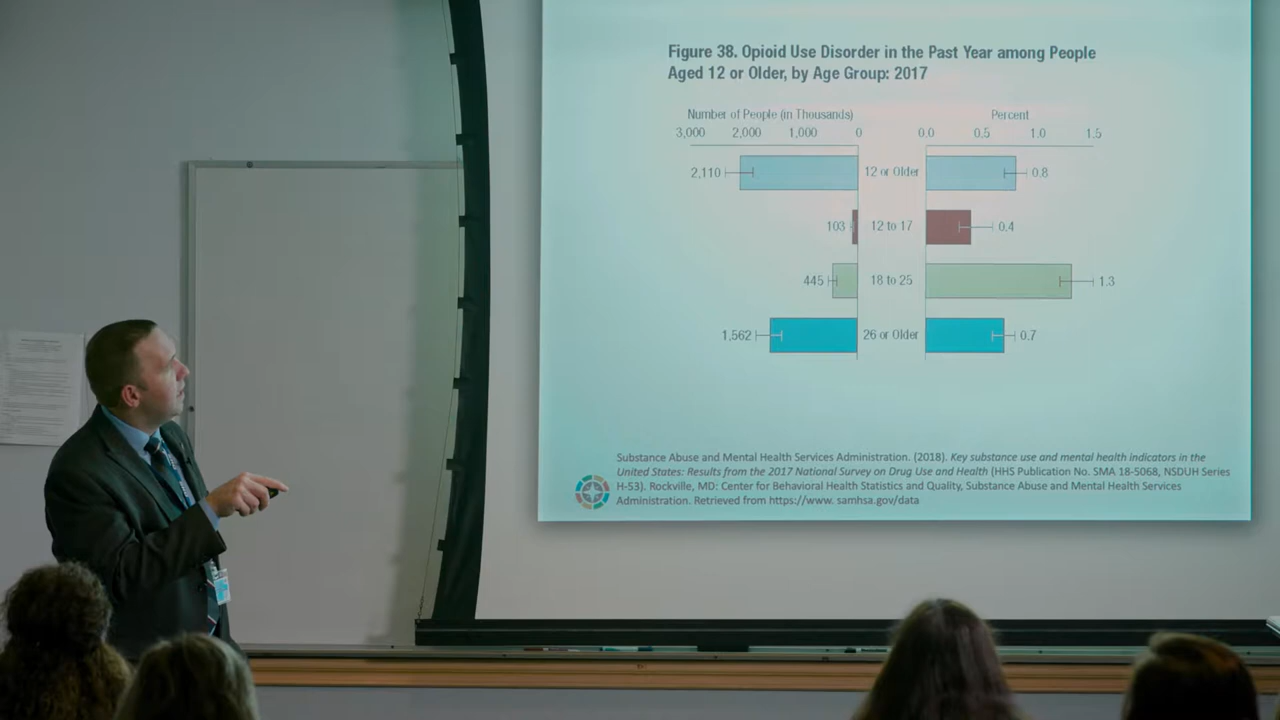 Figure 38. Opioid Use Disorder in the Past Year among People
Aged 12 or Older, by Age Group: 2017
Number of People (in Thousands) Percent
3,000 2,000 1,000 0 0.0 0.5 1.0 1.5
2,110 12 or Older 0.8
103 12 to 17 0.4
445 18 to 25 1.3
1,562 26 or Older 0.7
Substance Abuse and Mental Health Services Administration. (2018). Key substance use and mental health indicators in the
United States: Results from the 2017 National Survey on Drug Use and Health (HHS Publication No. SMA 18-5068, NSDUH Series
H-53). Rockville, MD: Center for Behavioral Health Statistics and Quality, Substance Abuse and Mental Health Services
Administration. Retrieved from https://www. samhsa.gov/data